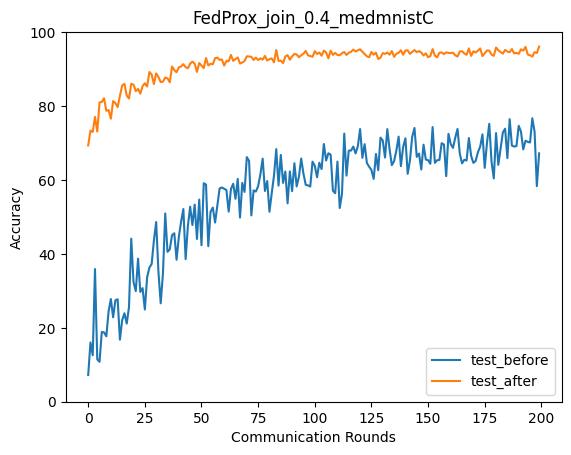 FedProx_join_0.4_medmnistC
100
80
60
40
20
0
Accuracy
0 25 50 75 100 125 150 175 200
Communication Rounds
test_before
test_after